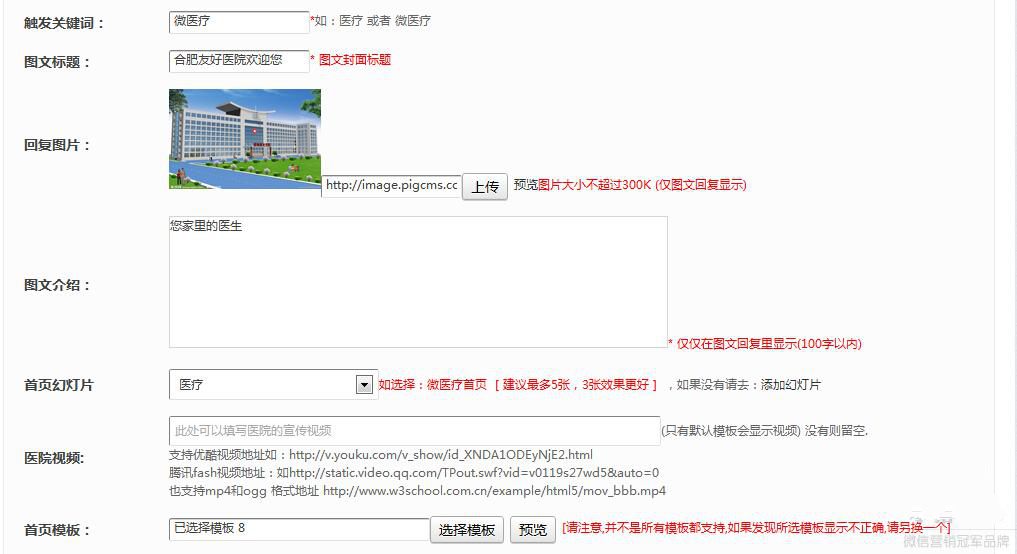 触发关键词： 微医疗 *如：医疗 或者 微医疗
图文标题： 合肥友好医院欢迎您 * 图文封面标题
回复图片： http://image.pigcms.cc 上传 预览图片大小不超过300K (仅图文回复显示)
您家里的医生
图文介绍：
* 仅仅在图文回复里显示(100字以内)
首页幻灯片 医疗 如选择：微医疗首页 [ 建议最多5张，3张效果更好 ] ，如果没有请去：添加幻灯片
此处可以填写医院的宣传视频 (只有默认模板会显示视频) 没有则留空.
医院视频: 支持优酷视频地址如：http://v.youku.com/v_show/id_XNDA1ODEyNjE2.html
腾讯fash视频地址：如http://static.video.qq.com/TPout.swf?vid=v0119s27wd5&auto=0
也支持mp4和ogg 格式地址 http://www.w3school.com.cn/example/html5/mov_bbb.mp4
首页模板： 已选择模板 8 选择模板 预览 [请注意,并不是所有模板都支持,如果发现所选模板显示不正确,请另换一个]
微信营销冠军品牌